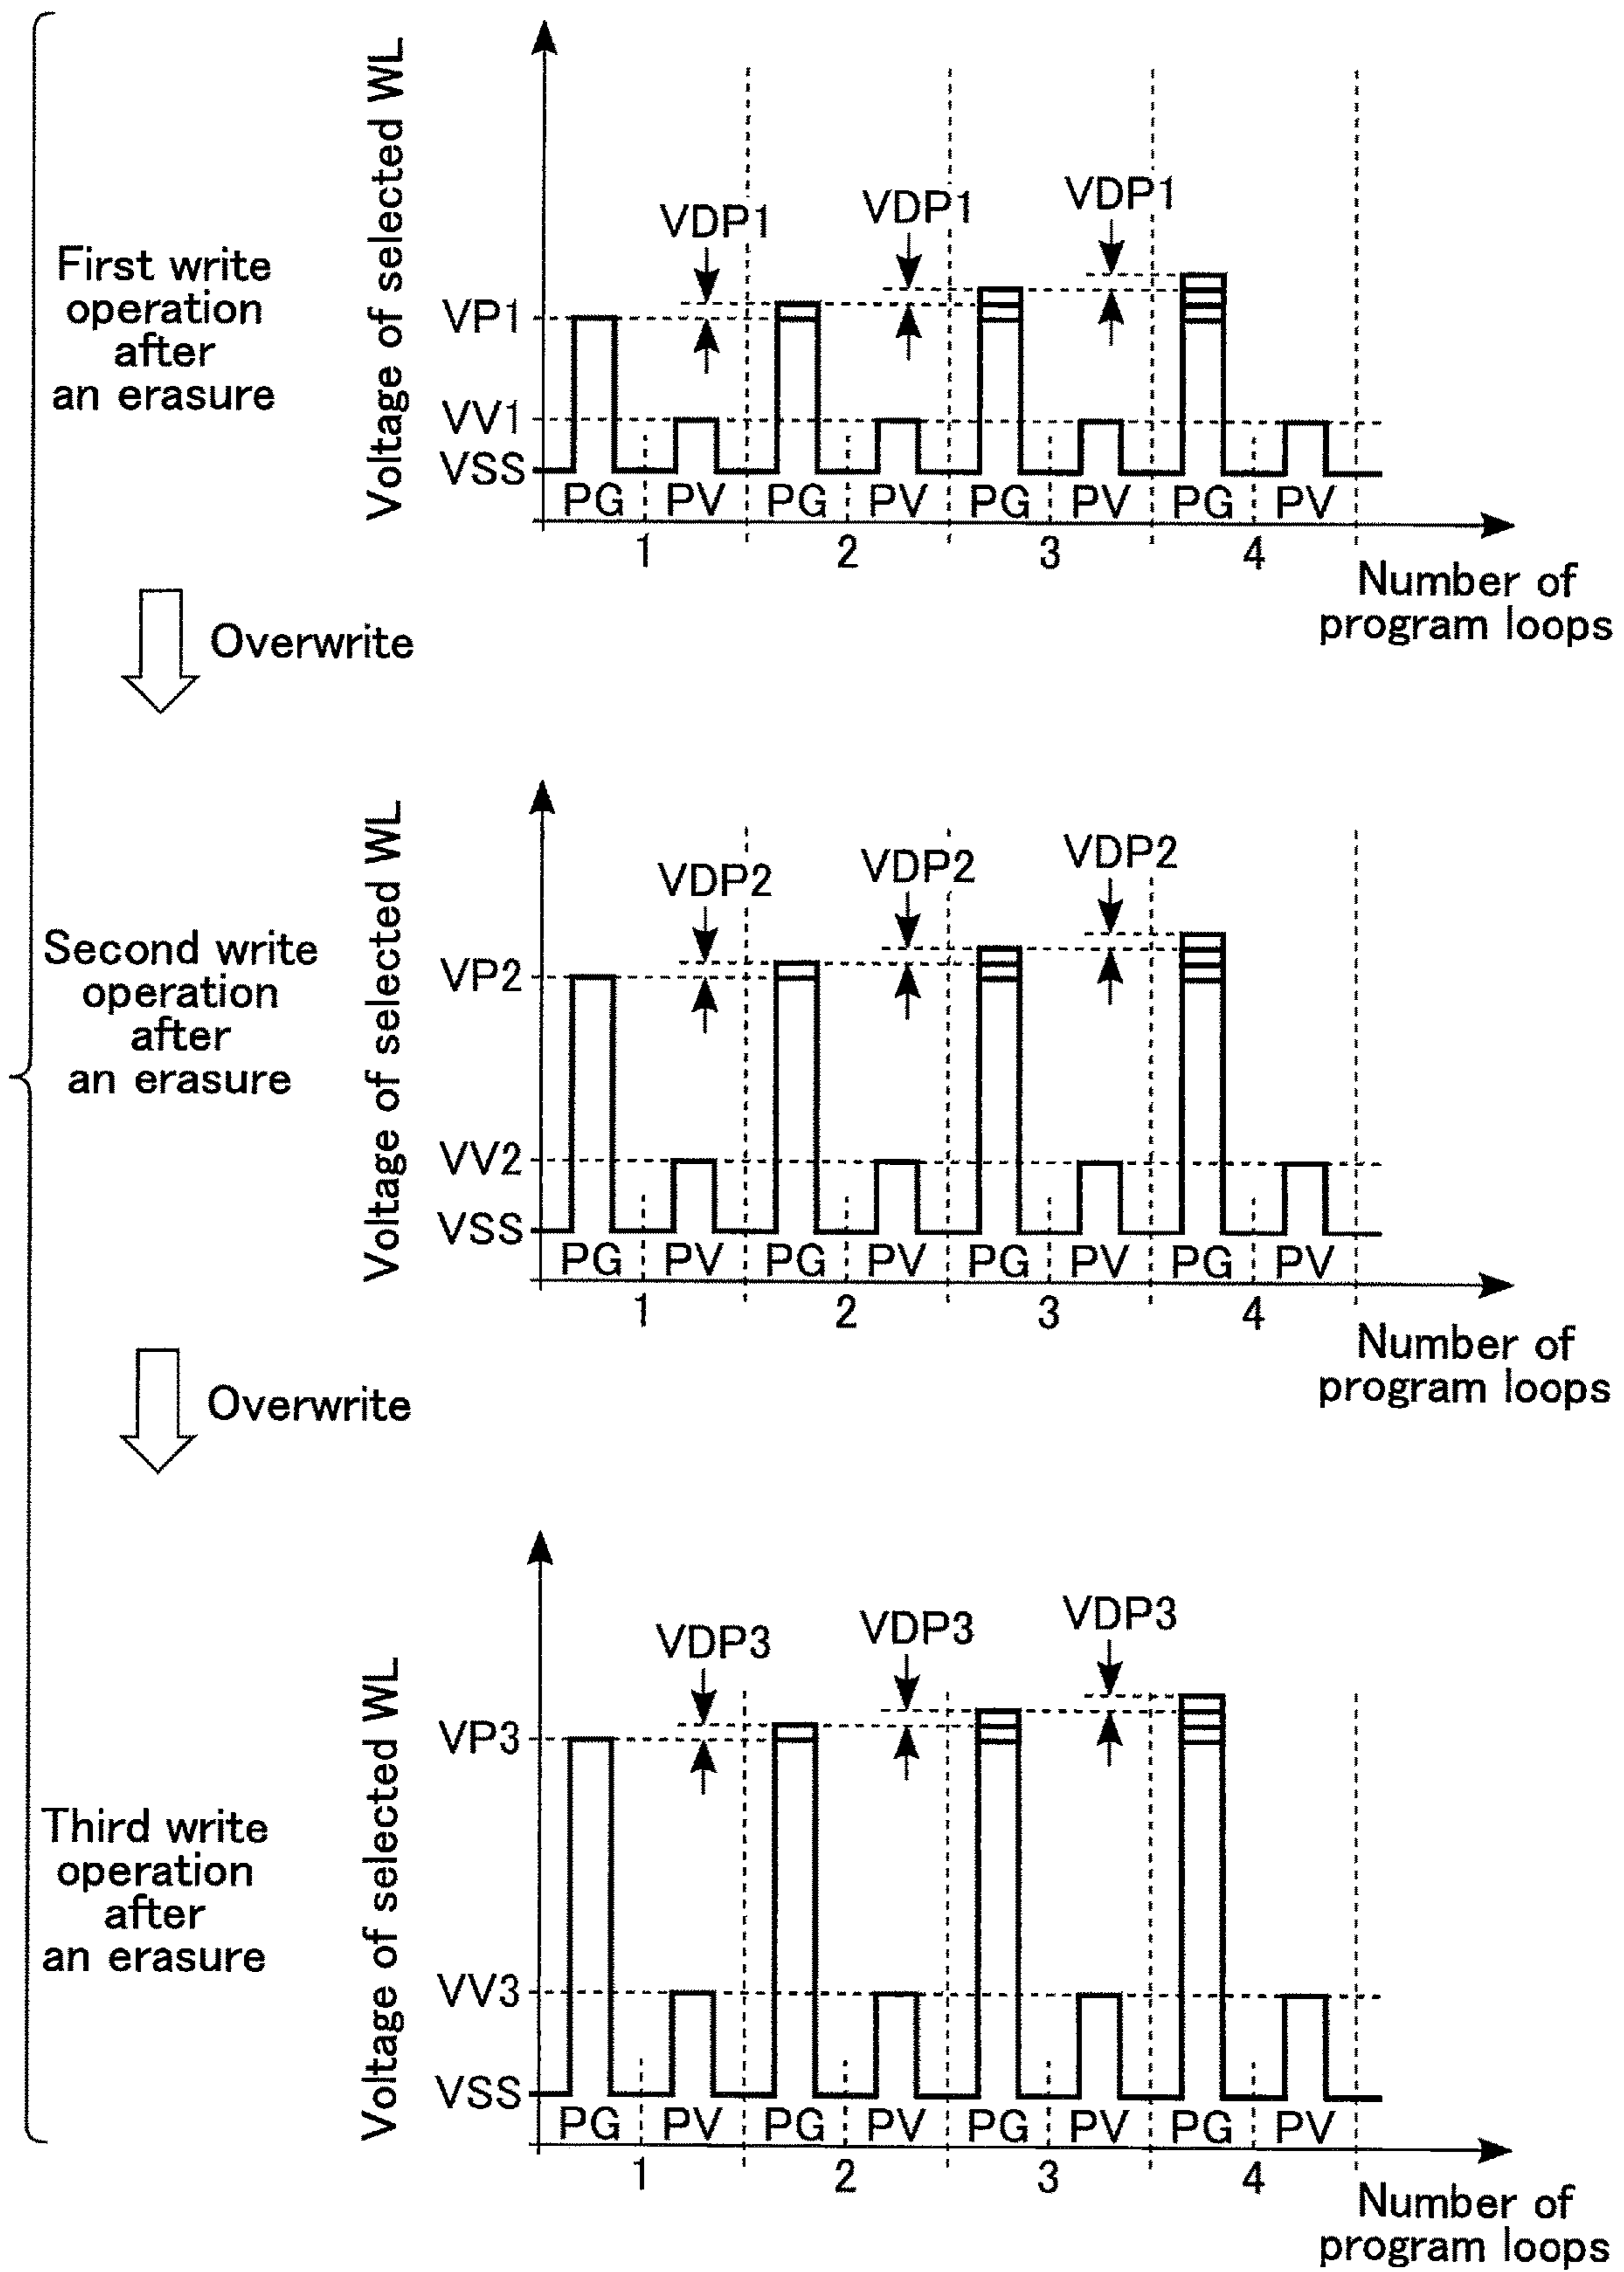 Voltage of selected WL
First write
operation
after
an erasure
VDP1 VDP1 VDP1
VP1
VV1
VSS
PG PV PG PV PG PV PG PV
1 2 3 4
Number of
program loops
Overwrite
Voltage of selected WL
Second write
operation
after
an erasure
VDP2 VDP2 VDP2
VP2
VV2
VSS
PG PV PG PV PG PV PG PV
1 2 3 4
Number of
program loops
Overwrite
Voltage of selected WL
Third write
operation
after
an erasure
VDP3 VDP3 VDP3
VP3
VV3
VSS
PG PV PG PV PG PV PG PV
1 2 3 4
Number of
program loops